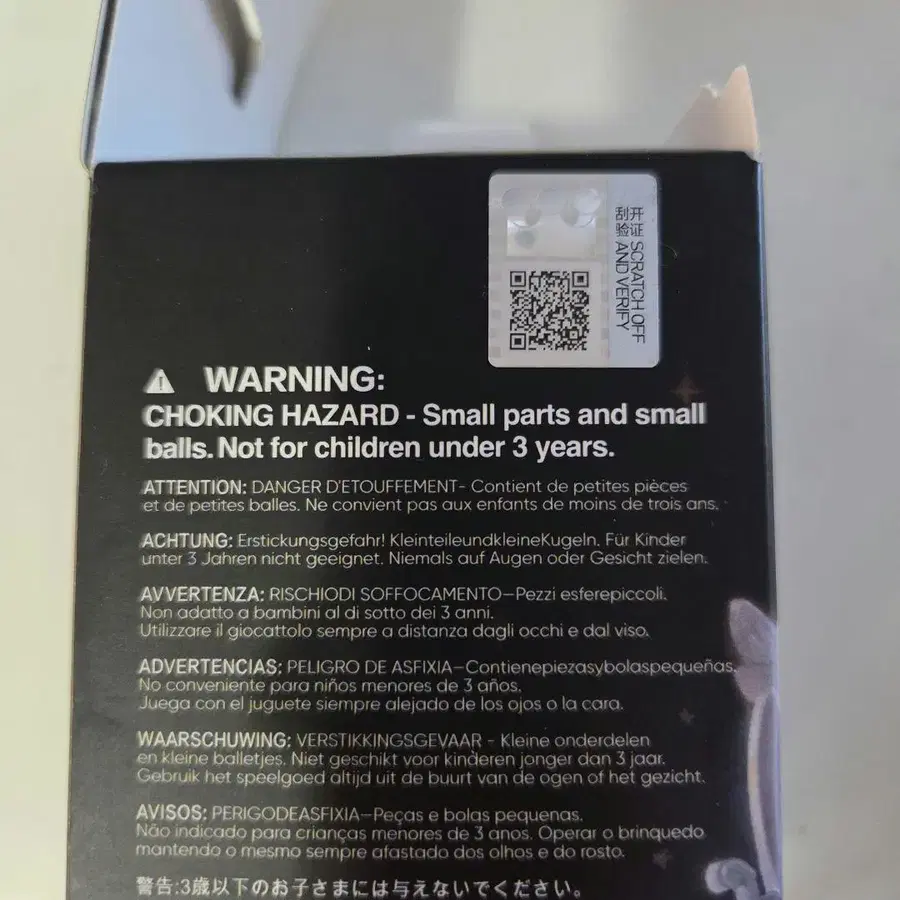 开 证 SCRATCH OFF
刮 验 AND VERIFY
WARNING:
CHOKING HAZARD - Small parts and small
balls. Not for children under 3 years.
ATTENTION: DANGER D'ETOUFFEMENT- Contient de petites pièces
et de petites balles. Ne convient pas aux enfants de moins de trois ans.
ACHTUNG: Erstickungsgefahr! KleinteileundkleineKugeln. Für Kinder
unter 3 Jahren nicht geeignet. Niemals auf Augen oder Gesicht zielen.
AVVERTENZA: RISCHIODI SOFFOCAMENTO—Pezzi esferepiccoli.
Non adatto a bambini al di sotto dei 3 anni.
Utilizzare il giocattolo sempre a distanza dagli occhi e dal viso.
ADVERTENCIAS: PELIGRO DE ASFIXIA—Contienepiezasybolaspequeñas.
No conveniente para niños menores de 3 años.
Juega con el juguete siempre alejado de los ojos o la cara.
WAARSCHUWING: VERSTIKKINGSGEVAAR - Kleine onderdelen
en kleine balletjes. Niet geschikt voor kinderen jonger dan 3 jaar.
Gebruik het speelgoed altijd uit de buurt van de ogen of het gezicht.
AVISOS: PERIGODEASFIXIA—Peças e bolas pequenas.
Não indicado para crianças menores de 3 anos. Operar o brinquedo
mantendo o mesmo sempre afastado dos olhos e do rosto.
警告:3歳以下のお子さまには与えないでください。